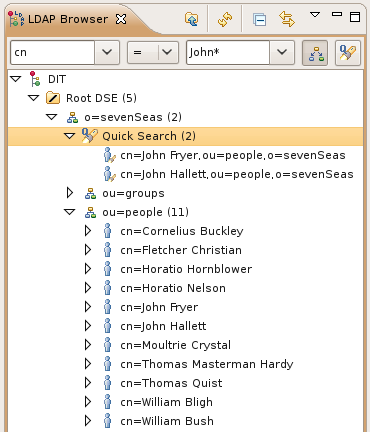 LDAP Browser
cn = John*
DIT
Root DSE (5)
o=sevenSeas (2)
Quick Search (2)
cn=John Fryer,ou=people,o=sevenSeas
cn=John Hallett,ou=people,o=sevenSeas
ou=groups
ou=people (11)
cn=Cornelius Buckley
cn=Fletcher Christian
cn=Horatio Hornblower
cn=Horatio Nelson
cn=John Fryer
cn=John Hallett
cn=Moultrie Crystal
cn=Thomas Masterman Hardy
cn=Thomas Quist
cn=William Bligh
cn=William Bush